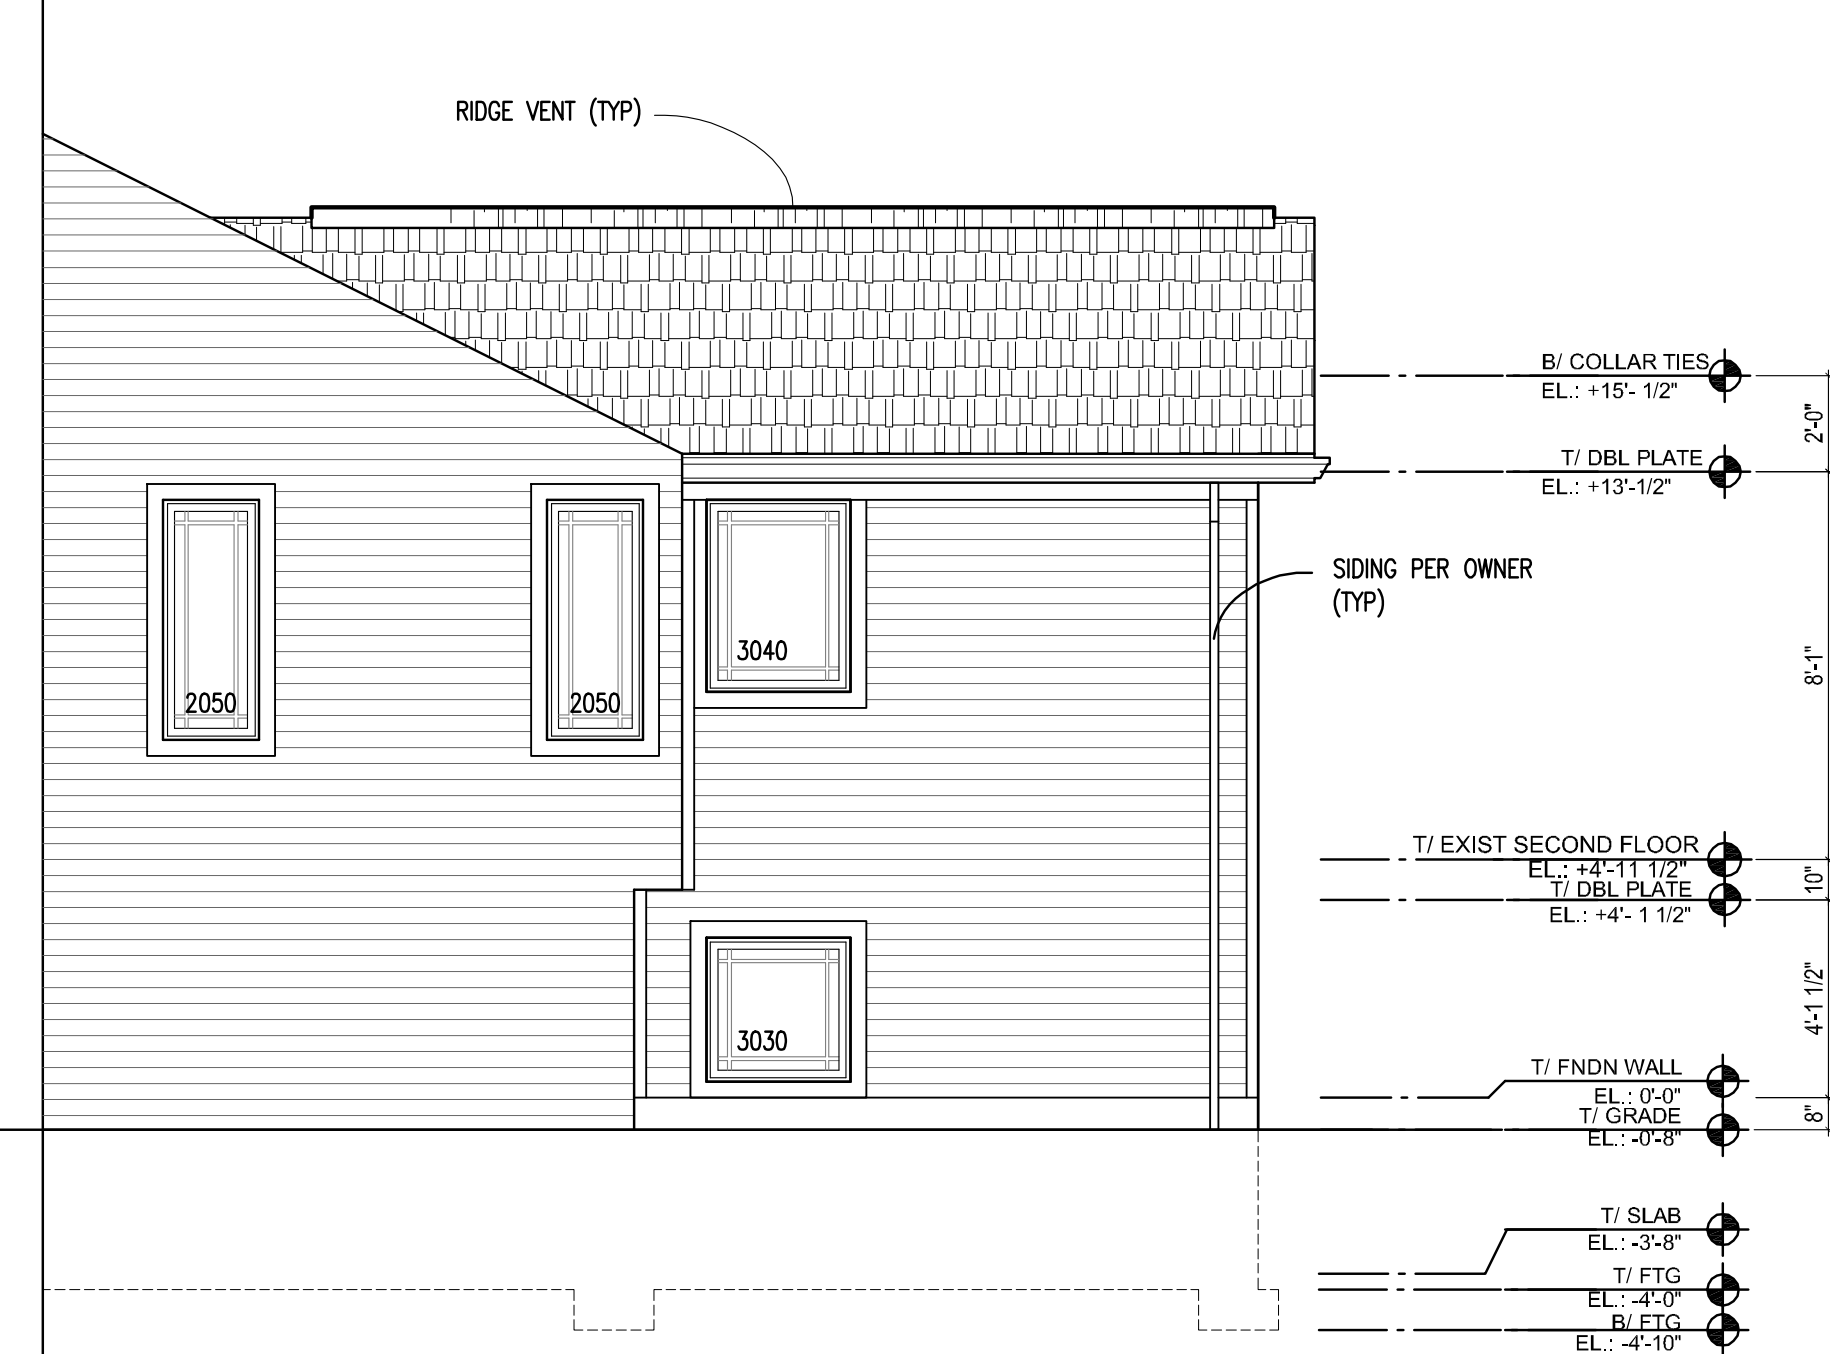 RIDGE VENT (TYP)
B/ COLLAR TIES
EL.: +15'- 1/2"
2'-0"
T/ DBL PLATE
EL.: +13'-1/2"
SIDING PER OWNER
(TYP)
3040
2050
2050
8'-1"
T/ EXIST SECOND FLOOR
EL.: +4'-11 1/2"
10"
T/ DBL PLATE
EL.: +4'- 1 1/2"
4'-1 1/2"
3030
T/ FNDN WALL
EL.: 0'-0"
8"
T/ GRADE
EL.: -0'-8"
T/ SLAB
EL.: -3'-8"
T/ FTG
EL.: -4'-0"
B/ FTG
EL.: -4'-10"